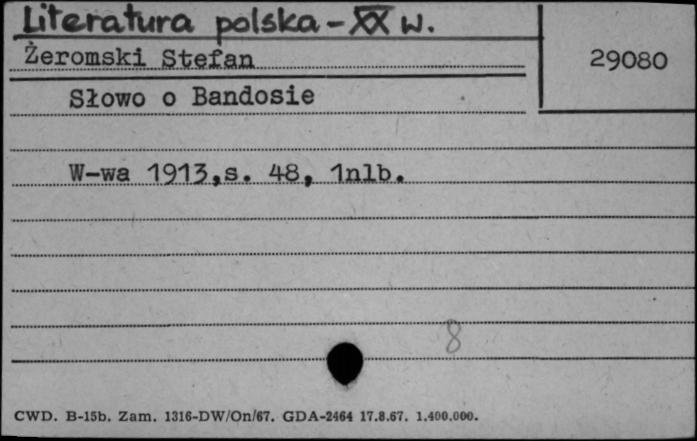 Literatura polska - XX w.
Żeromski Stefan
29080
Słowo o Bandosie
W-wa 1913,s. 48, 1nlb.
8
CWD. B-15b. Zam. 1316-DW/On/67. GDA-2464 17.8.67. 1.400.000.